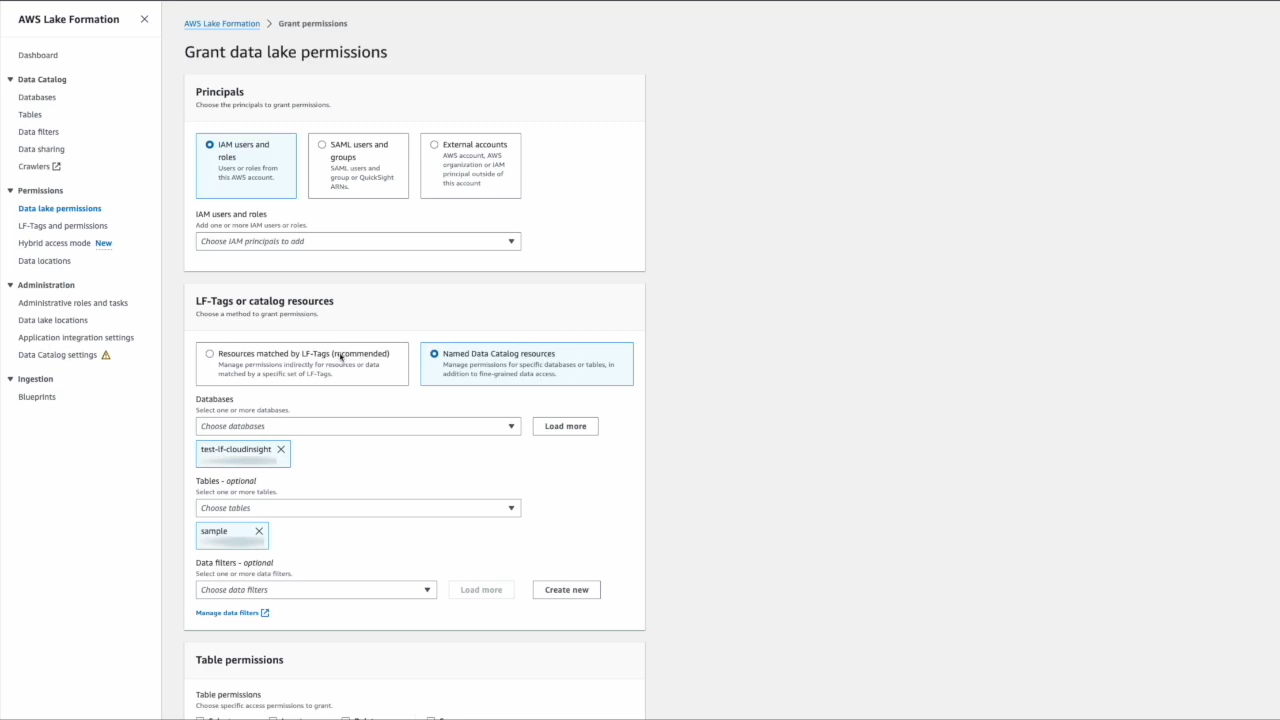 AWS Lake Formation
Dashboard
Data Catalog
Databases
Tables
Data filters
Data sharing
Crawlers
Permissions
Data lake permissions
LF-Tags and permissions
Hybrid access mode New
Data locations
Administration
Administrative roles and tasks
Data lake locations
Application integration settings
Data Catalog settings
Ingestion
Blueprints
AWS Lake Formation > Grant permissions
Grant data lake permissions
Principals
Choose the principals to grant permissions.
IAM users and
roles
Users or roles from
this AWS account.
SAML users and
groups
SAML users and
group or QuickSight
ARNs.
External accounts
AWS account, AWS
organization or IAM
principal outside of
this account
IAM users and roles
Add one or more IAM users or roles.
Choose IAM principals to add
LF-Tags or catalog resources
Choose a method to grant permissions.
Resources matched by LF-Tags (recommended)
Manage permissions indirectly for resources or data
matched by a specific set of LF-Tags.
Named Data Catalog resources
Manage permissions for specific databases or tables, in
addition to fine-grained data access.
Databases
Select one or more databases.
Choose databases
Load more
test-lf-cloudinsight
Tables - optional
Select one or more tables.
Choose tables
sample
Data filters - optional
Select one or more data filters.
Choose data filters
Load more
Create new
Manage data filters
Table permissions
Table permissions
Choose specific access permissions to grant.